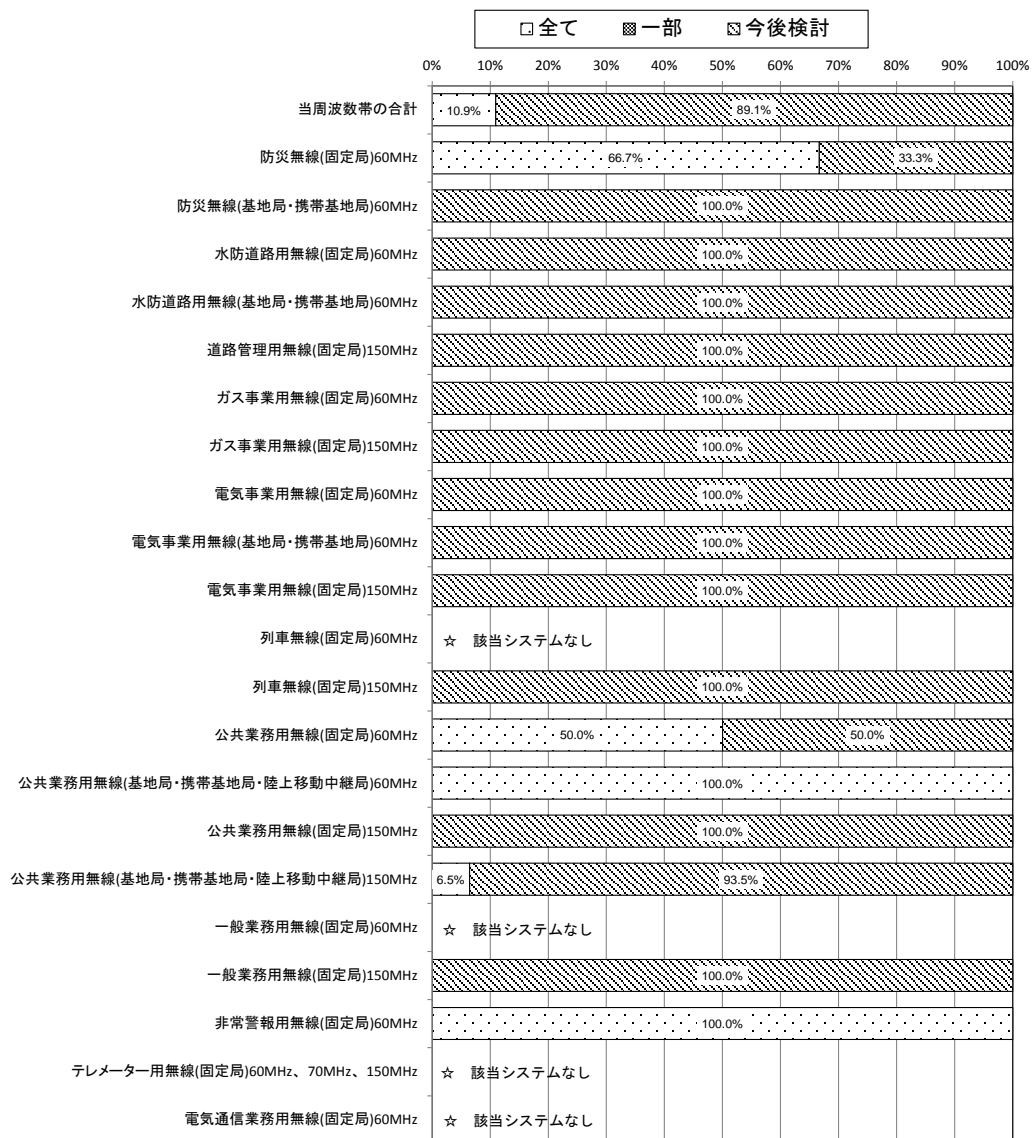 全て 一部 今後検討
0% 10% 20% 30% 40% 50% 60% 70% 80% 90% 100%
当周波数帯の合計 10.9% 89.1%
防災無線(固定局)60MHz 66.7% 33.3%
防災無線(基地局・携帯基地局)60MHz 100.0%
水防道路用無線(固定局)60MHz 100.0%
水防道路用無線(基地局・携帯基地局)60MHz 100.0%
道路管理用無線(固定局)150MHz 100.0%
ガス事業用無線(固定局)60MHz 100.0%
ガス事業用無線(固定局)150MHz 100.0%
電気事業用無線(固定局)60MHz 100.0%
電気事業用無線(基地局・携帯基地局)60MHz 100.0%
電気事業用無線(固定局)150MHz 100.0%
列車無線(固定局)60MHz ☆ 該当システムなし
列車無線(固定局)150MHz 100.0%
公共業務用無線(固定局)60MHz 50.0% 50.0%
公共業務用無線(基地局・携帯基地局・陸上移動中継局)60MHz 100.0%
公共業務用無線(固定局)150MHz 100.0%
公共業務用無線(基地局・携帯基地局・陸上移動中継局)150MHz 6.5% 93.5%
一般業務用無線(固定局)60MHz ☆ 該当システムなし
一般業務用無線(固定局)150MHz 100.0%
非常警報用無線(固定局)60MHz 100.0%
テレメーター用無線(固定局)60MHz、70MHz、150MHz ☆ 該当システムなし
電気通信業務用無線(固定局)60MHz ☆ 該当システムなし